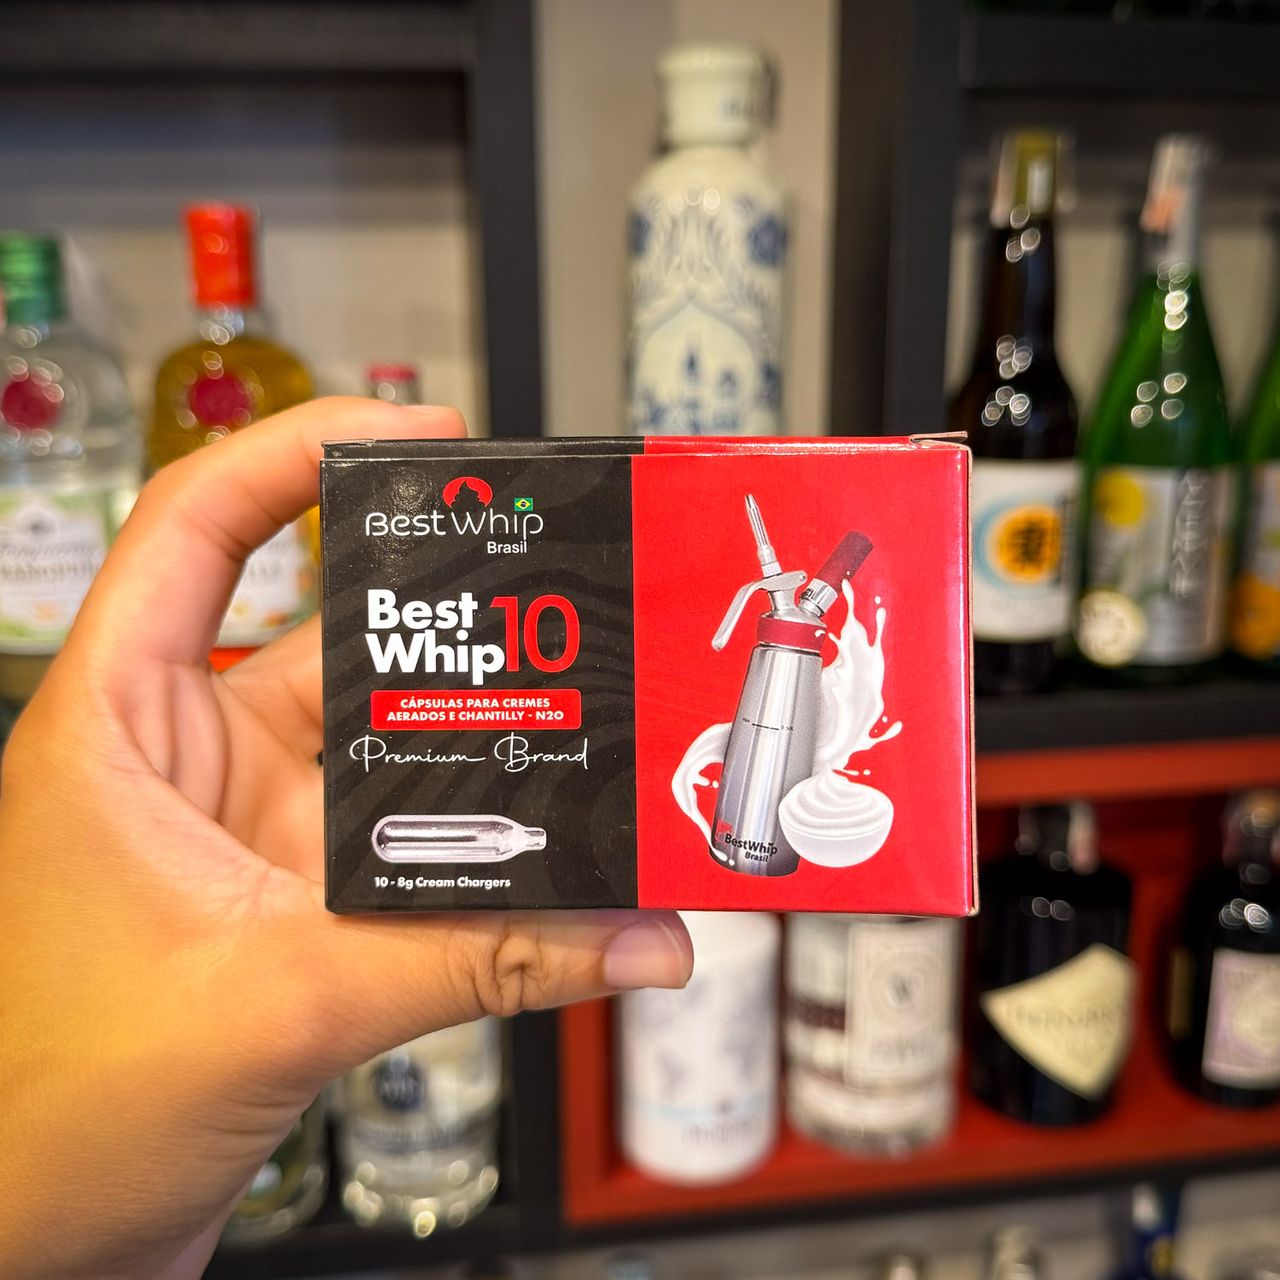 Best Whip
Brasil
Best
Whip10
CÁPSULAS PARA CREMES
AERADOS E CHANTILLY - N2O
Premium Brand
10 - 8g Cream Chargers
BestWhip
Brasil